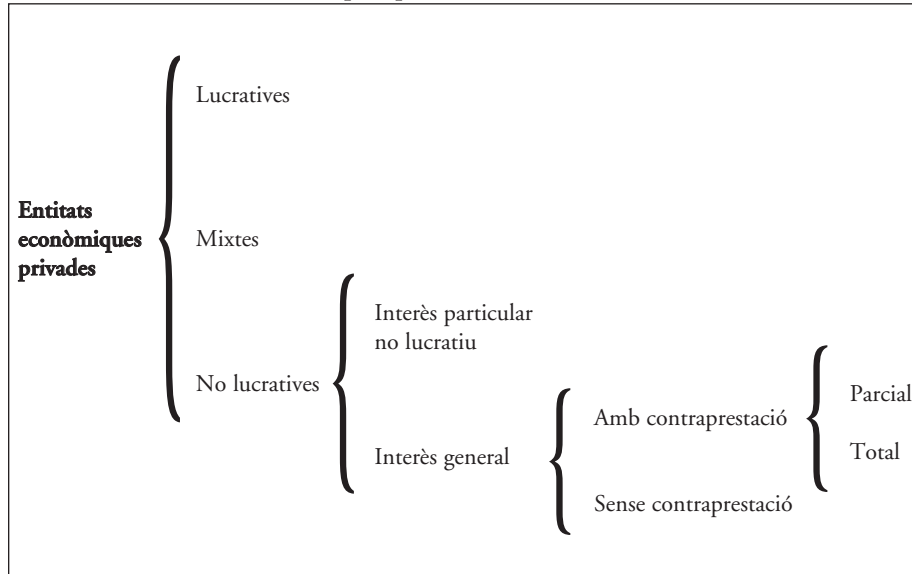 Lucratives
Entitats
econòmiques
privades
Mixtes
No lucratives
Interès particular
no lucratiu
Interès general
Amb contraprestació
Parcial
Total
Sense contraprestació